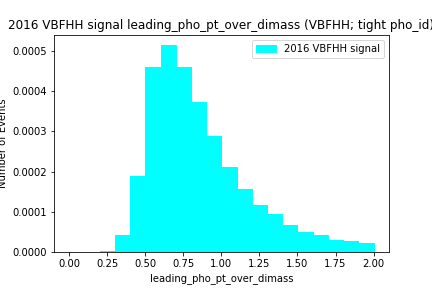 2016 VBFHH signal leading_pho_pt_over_dimass (VBFHH; tight pho_id)
2016 VBFHH signal
Number of Events
0.0005
0.0004
0.0003
0.0002
0.0001
0.0000
0.00 0.25 0.50 0.75 1.00 1.25 1.50 1.75 2.00
leading_pho_pt_over_dimass